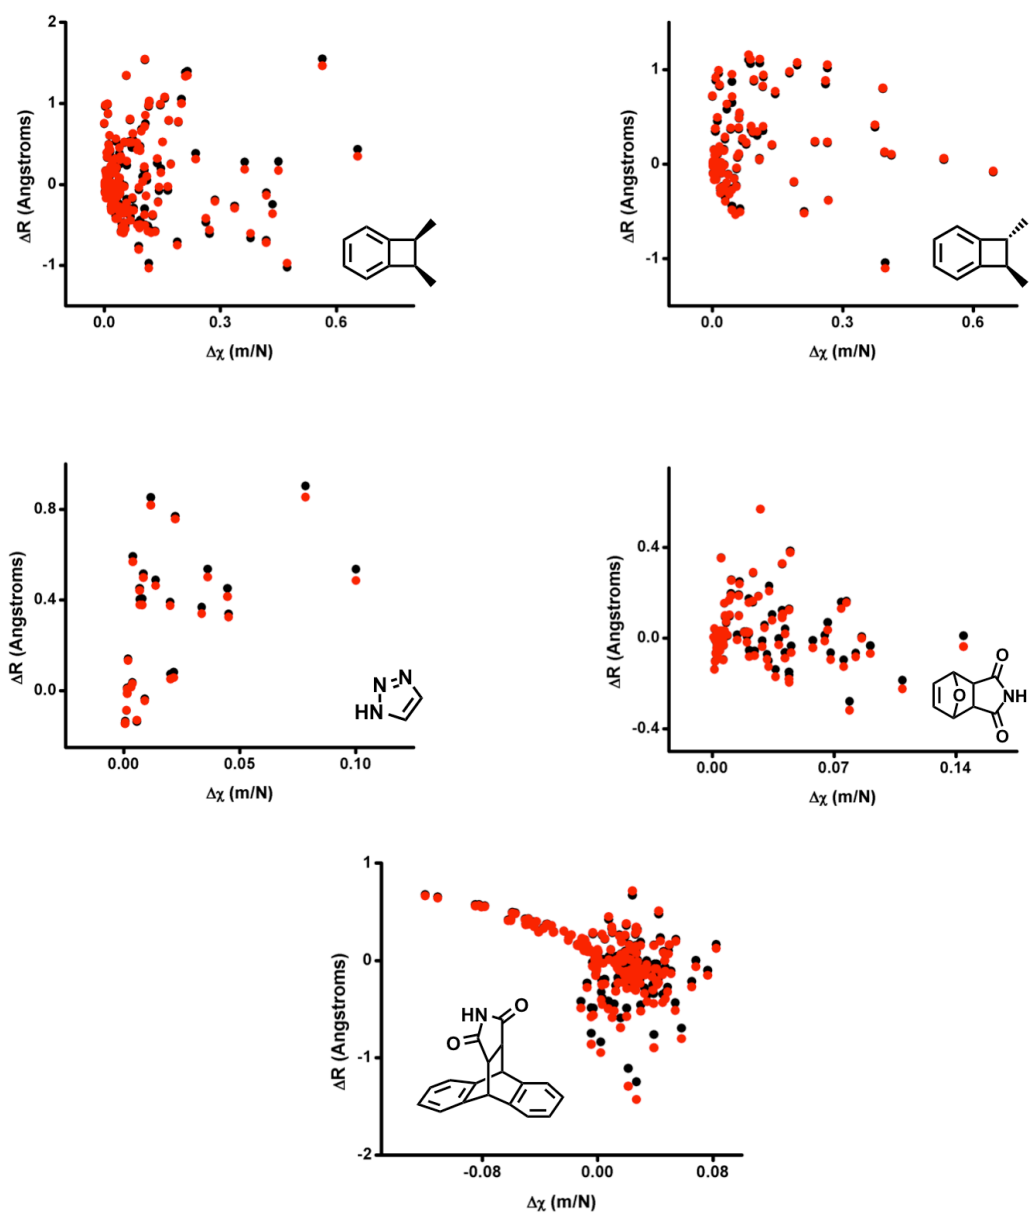 2
1
0
-1
ΔR (Angstroms)
0.0 0.3 0.6
Δχ (m/N)
1
0
-1
ΔR (Angstroms)
0.0 0.3 0.6
Δχ (m/N)
0.8
0.4
0.0
ΔR (Angstroms)
N N
HN
0.00 0.05 0.10
Δχ (m/N)
0.4
0.0
-0.4
ΔR (Angstroms)
O
O NH
O
0.00 0.07 0.14
Δχ (m/N)
1
0
-1
-2
ΔR (Angstroms)
HN O
O
-0.08 0.00 0.08
Δχ (m/N)